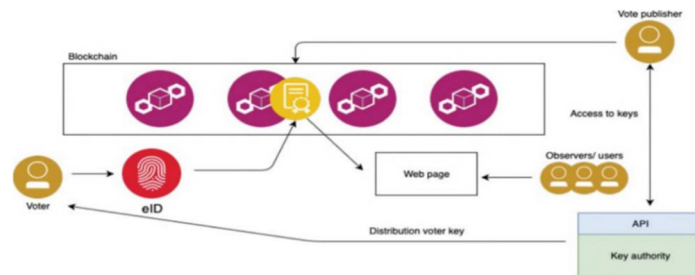 Vote publisher
Blockchain
Access to keys
Observers/ users
Web page
Voter
eID
Distribution voter key
API
Key authority